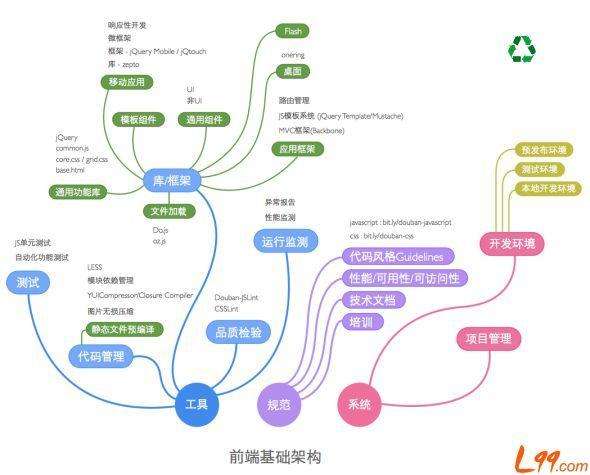 响应性开发
微框架
框架 - jQuery Mobile / jQtouch
库 - zepto
移动应用
Flash
onering
桌面
模板组件
UI
非UI
通用组件
路由管理
JS模板系统 (jQuery Template/Mustache)
MVC框架(Backbone)
应用框架
jQuery
common.js
core.css / grid.css
base.html
通用功能库
库/框架
文件加载
Do.js
oz.js
预发布环境
测试环境
本地开发环境
开发环境
异常报告
性能监测
运行监测
javascript : bit.ly/douban-javascript
css : bit.ly/douban-css
代码风格Guidelines
性能/可用性/可访问性
技术文档
培训
JS单元测试
自动化功能测试
测试
LESS
模块依赖管理
YUICompressor/Closure Compiler
图片无损压缩
静态文件预编译
代码管理
Douban-JSLint
CSSLint
品质检验
项目管理
工具
规范
系统
前端基础架构
L99.com